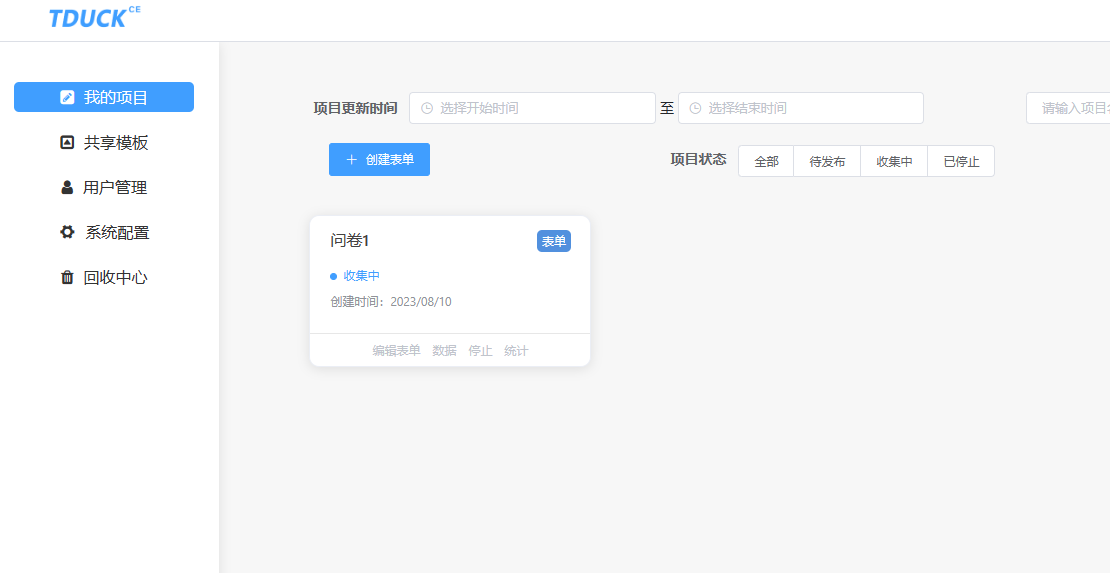 TDUCK CE
我的项目
共享模板
用户管理
系统配置
回收中心
项目更新时间 选择开始时间 至 选择结束时间 请输入项目
创建表单 项目状态 全部 待发布 收集中 已停止
问卷1 表单
收集中
创建时间：2023/08/10
编辑表单 数据 停止 统计